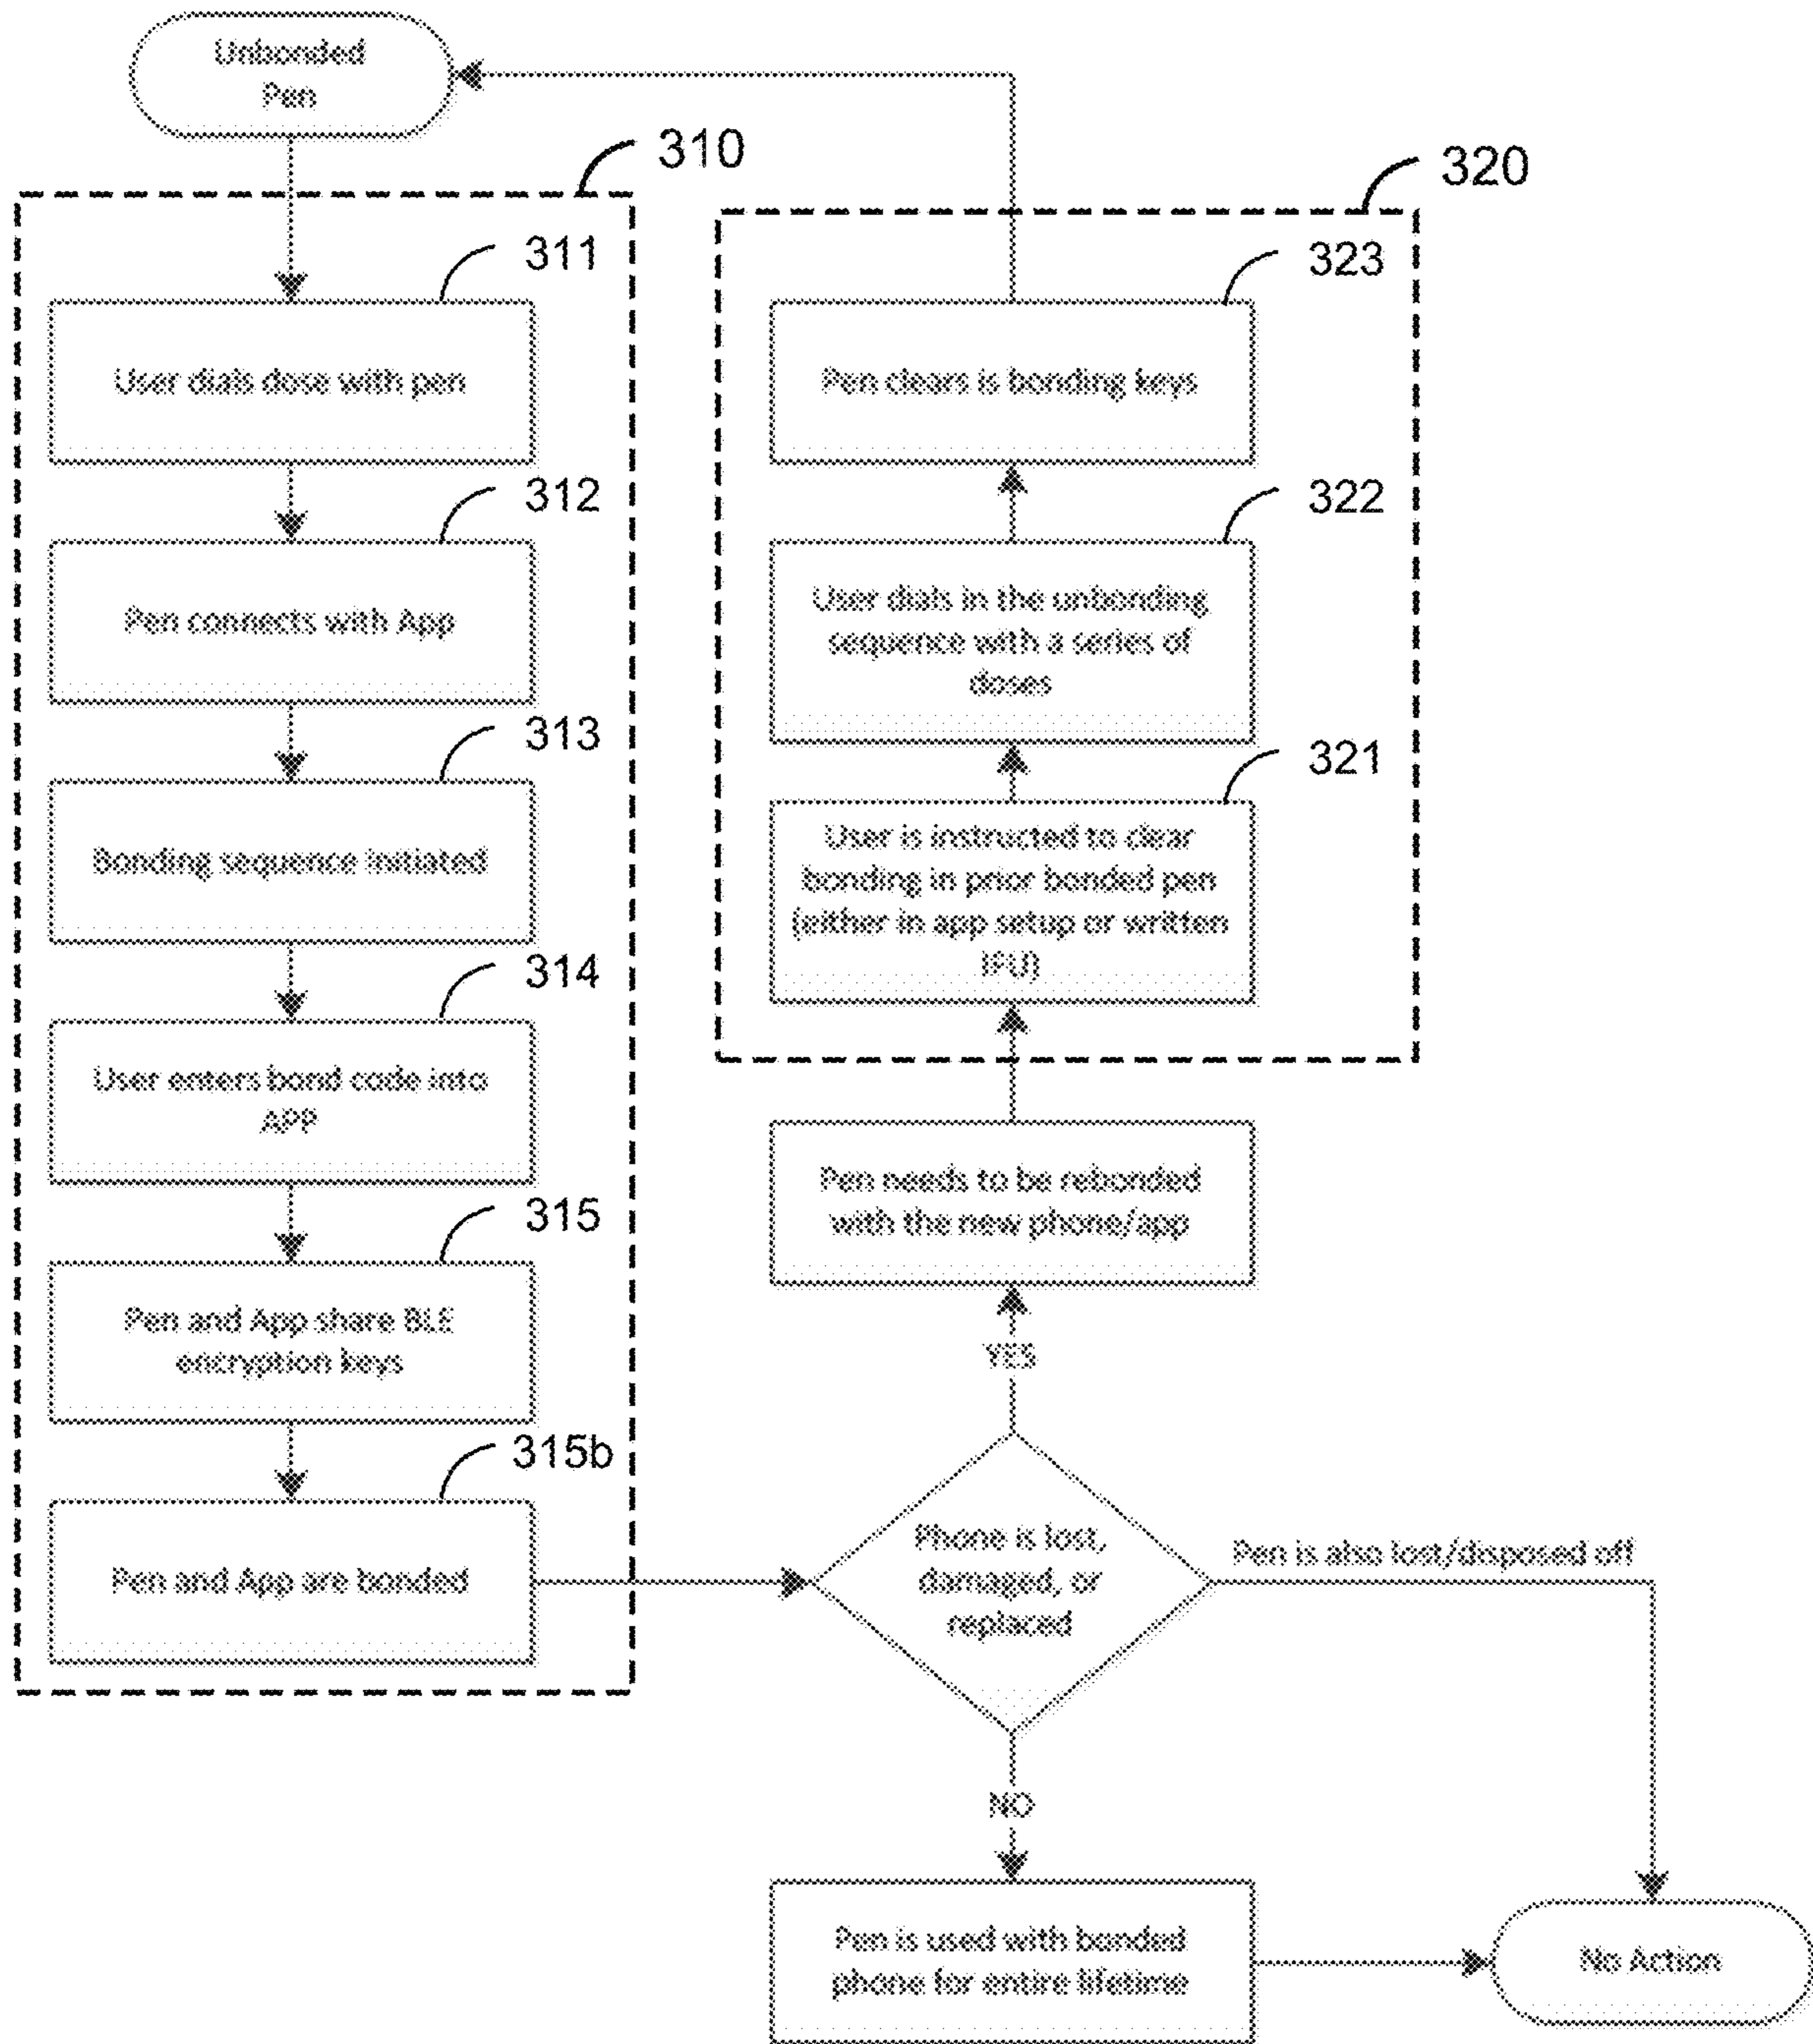 Unbonded
Pen
310
311
User dials dose with pen
312
Pen connects with App
313
Bonding sequence initiated
314
User enters bond code into
APP
315
Pen and App share BLE
encryption keys
315b
Pen and App are bonded
320
323
Pen clears is bonding keys
322
User dials in the unbonding
sequence with a series of
doses
321
User is instructed to clear
bonding in prior bonded pen
(either in app setup or written
IFU)
Pen needs to be rebonded
with the new phone/app
YES
Phone is lost,
damaged, or
replaced
Pen is also lost/disposed off
NO
Pen is used with bonded
phone for entire lifetime
No Action